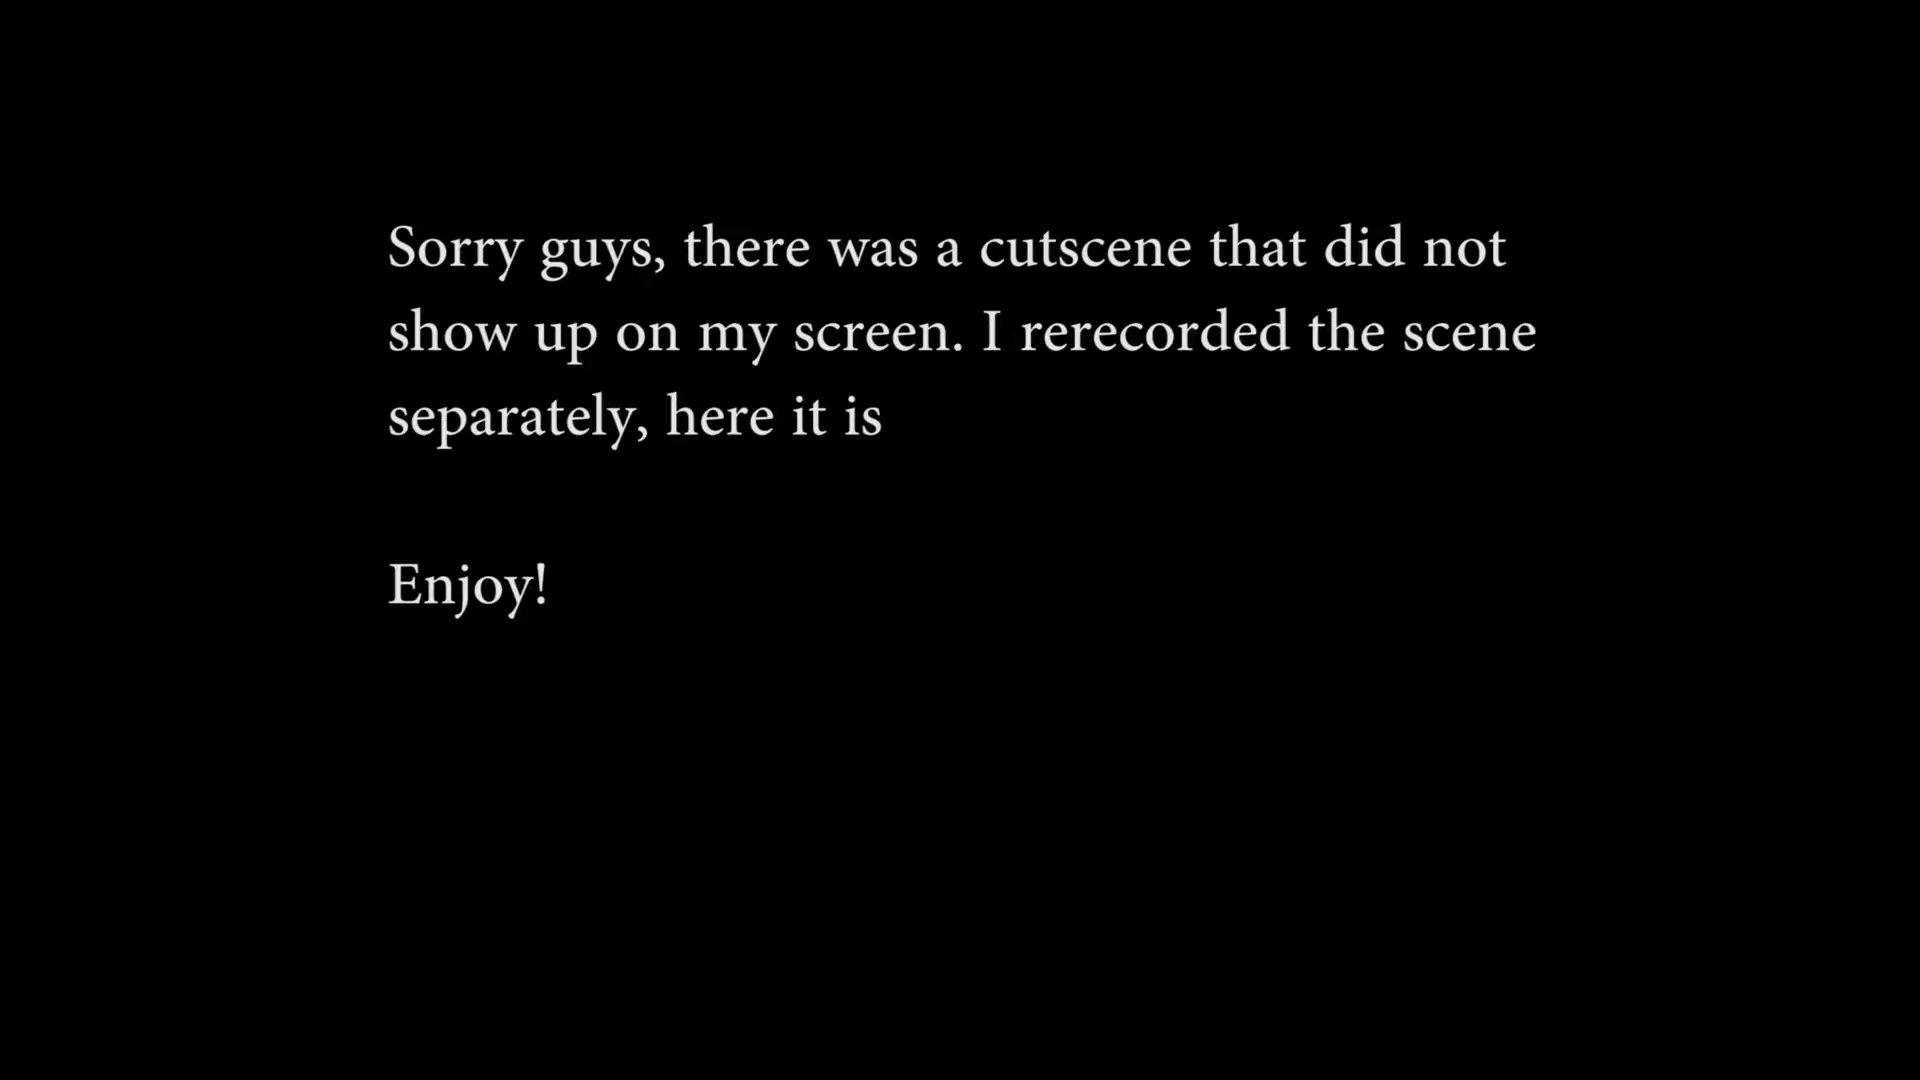 Sorry guys, there was a cutscene that did not
show up on my screen. I rerecorded the scene
separately, here it is
Enjoy!